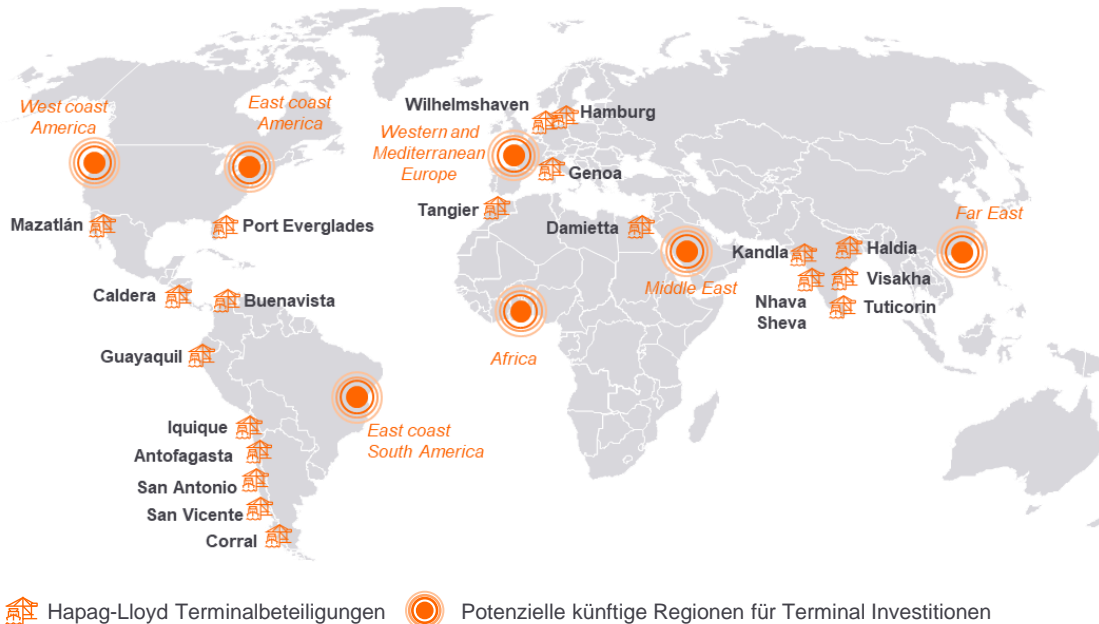 West coast
America
East coast
America
Wilhelmshaven
Hamburg
Western and
Mediterranean
Europe
Genoa
Mazatlán
Port Everglades
Tangier
Damietta
Far East
Kandla
Haldia
Middle East
Visakha
Nhava
Sheva
Tuticorin
Caldera
Buenavista
Africa
Guayaquil
Iquique
East coast
South America
Antofagasta
San Antonio
San Vicente
Corral
Hapag-Lloyd Terminalbeteiligungen
Potenzielle künftige Regionen für Terminal Investitionen